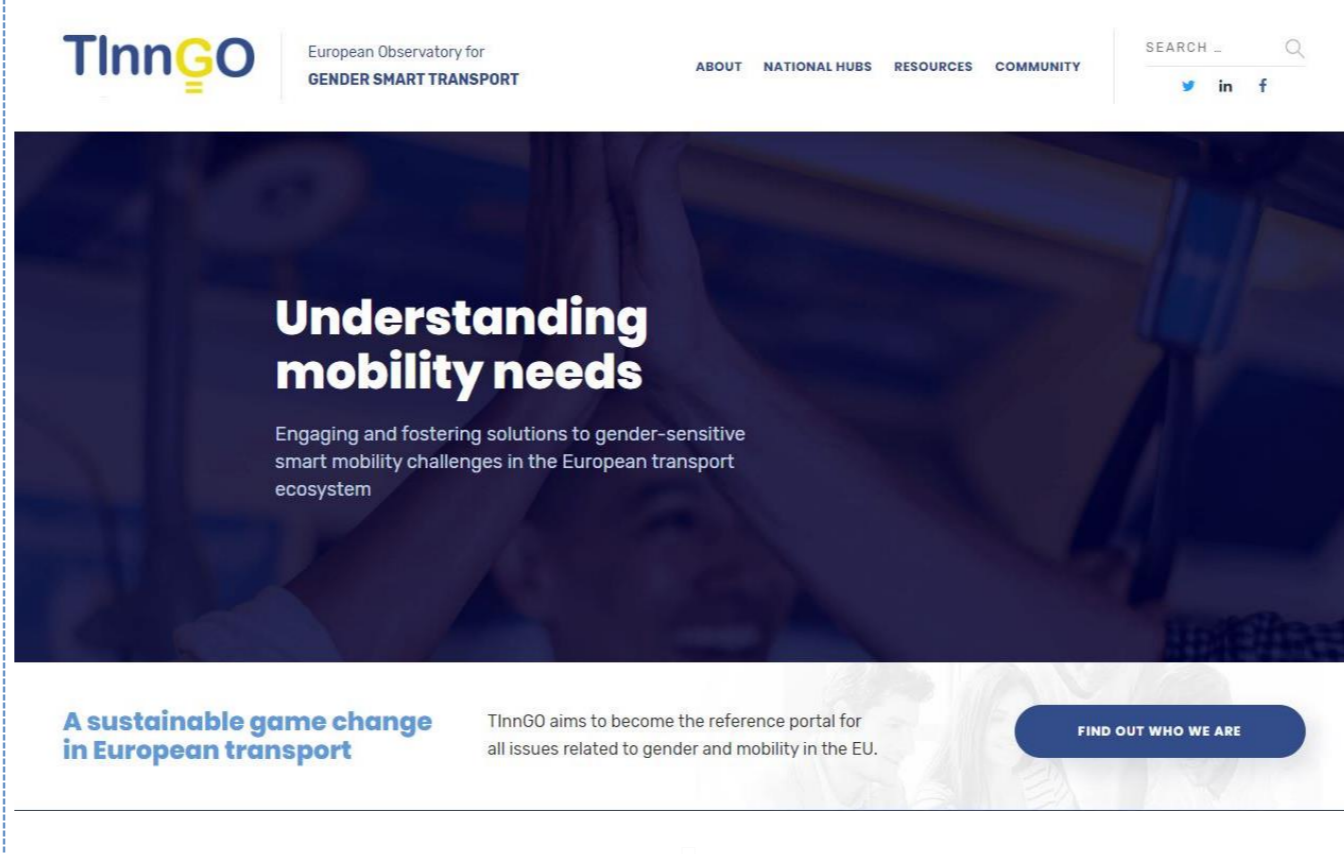 TInnGO
European Observatory for
GENDER SMART TRANSPORT
ABOUT NATIONAL HUBS RESOURCES COMMUNITY
SEARCH ...
in f
Understanding
mobility needs
Engaging and fostering solutions to gender-sensitive
smart mobility challenges in the European transport
ecosystem
A sustainable game change
in European transport
TInnGO aims to become the reference portal for
all issues related to gender and mobility in the EU.
FIND OUT WHO WE ARE